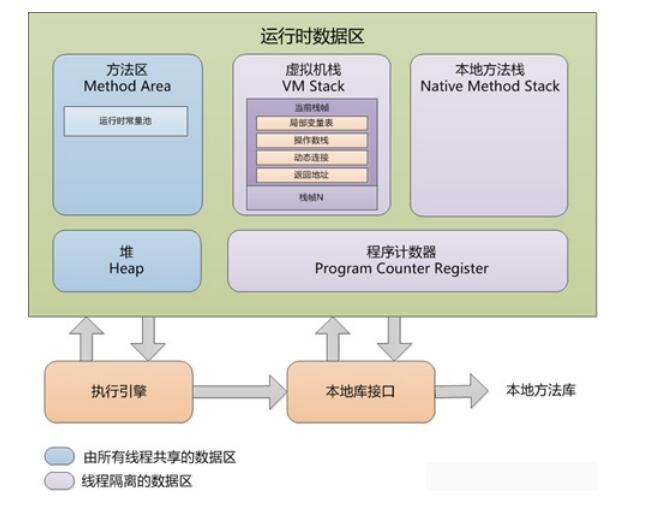 运行时数据区
方法区
Method Area
运行时常量池
虚拟机栈
VM Stack
当前栈帧
局部变量表
操作数栈
动态连接
返回地址
栈帧N
本地方法栈
Native Method Stack
堆
Heap
程序计数器
Program Counter Register
执行引擎
本地库接口
本地方法库
由所有线程共享的数据区
线程隔离的数据区